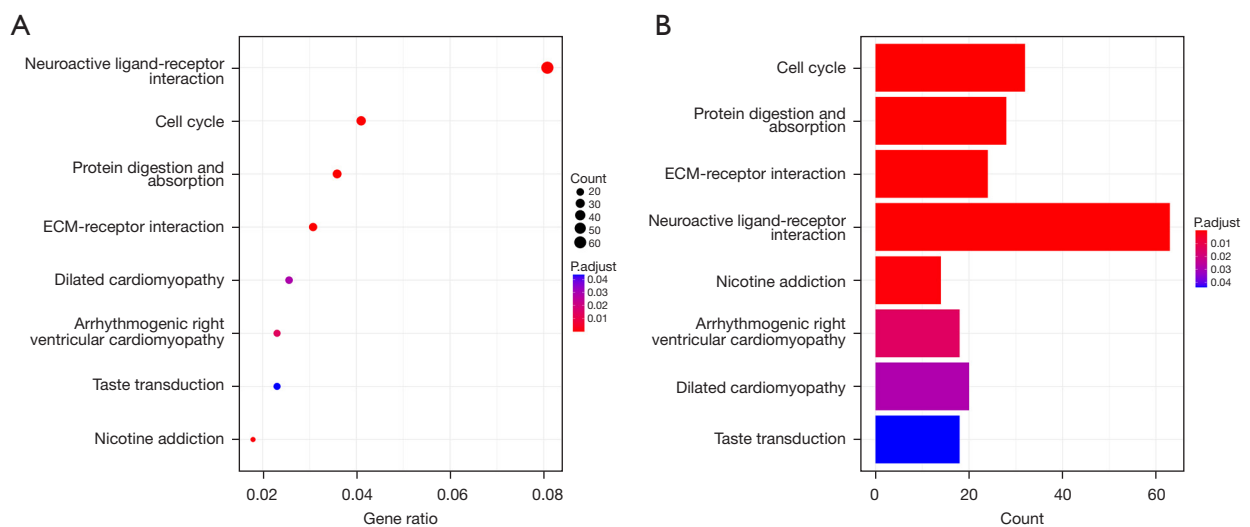 A
Neuroactive ligand-receptor
interaction
Cell cycle
Protein digestion and
absorption
ECM-receptor interaction
Dilated cardiomyopathy
Arrhythmogenic right
ventricular cardiomyopathy
Taste transduction
Nicotine addiction
0.02 0.04 0.06 0.08
Gene ratio
Count
20
30
40
50
60
P.adjust
0.04
0.03
0.02
0.01
B
Cell cycle
Protein digestion and
absorption
ECM-receptor interaction
Neuroactive ligand-receptor
interaction
Nicotine addiction
Arrhythmogenic right
ventricular cardiomyopathy
Dilated cardiomyopathy
Taste transduction
0 20 40 60
Count
P.adjust
0.01
0.02
0.03
0.04